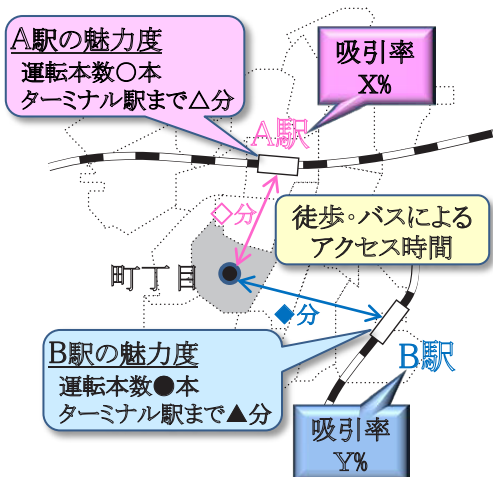 A駅の魅力度
運転本数○本
ターミナル駅まで△分
吸引率
X%
A駅
◇分
徒歩・バスによる
アクセス時間
町丁目
◆分
B駅の魅力度
運転本数●本
ターミナル駅まで▲分
B駅
吸引率
Y%